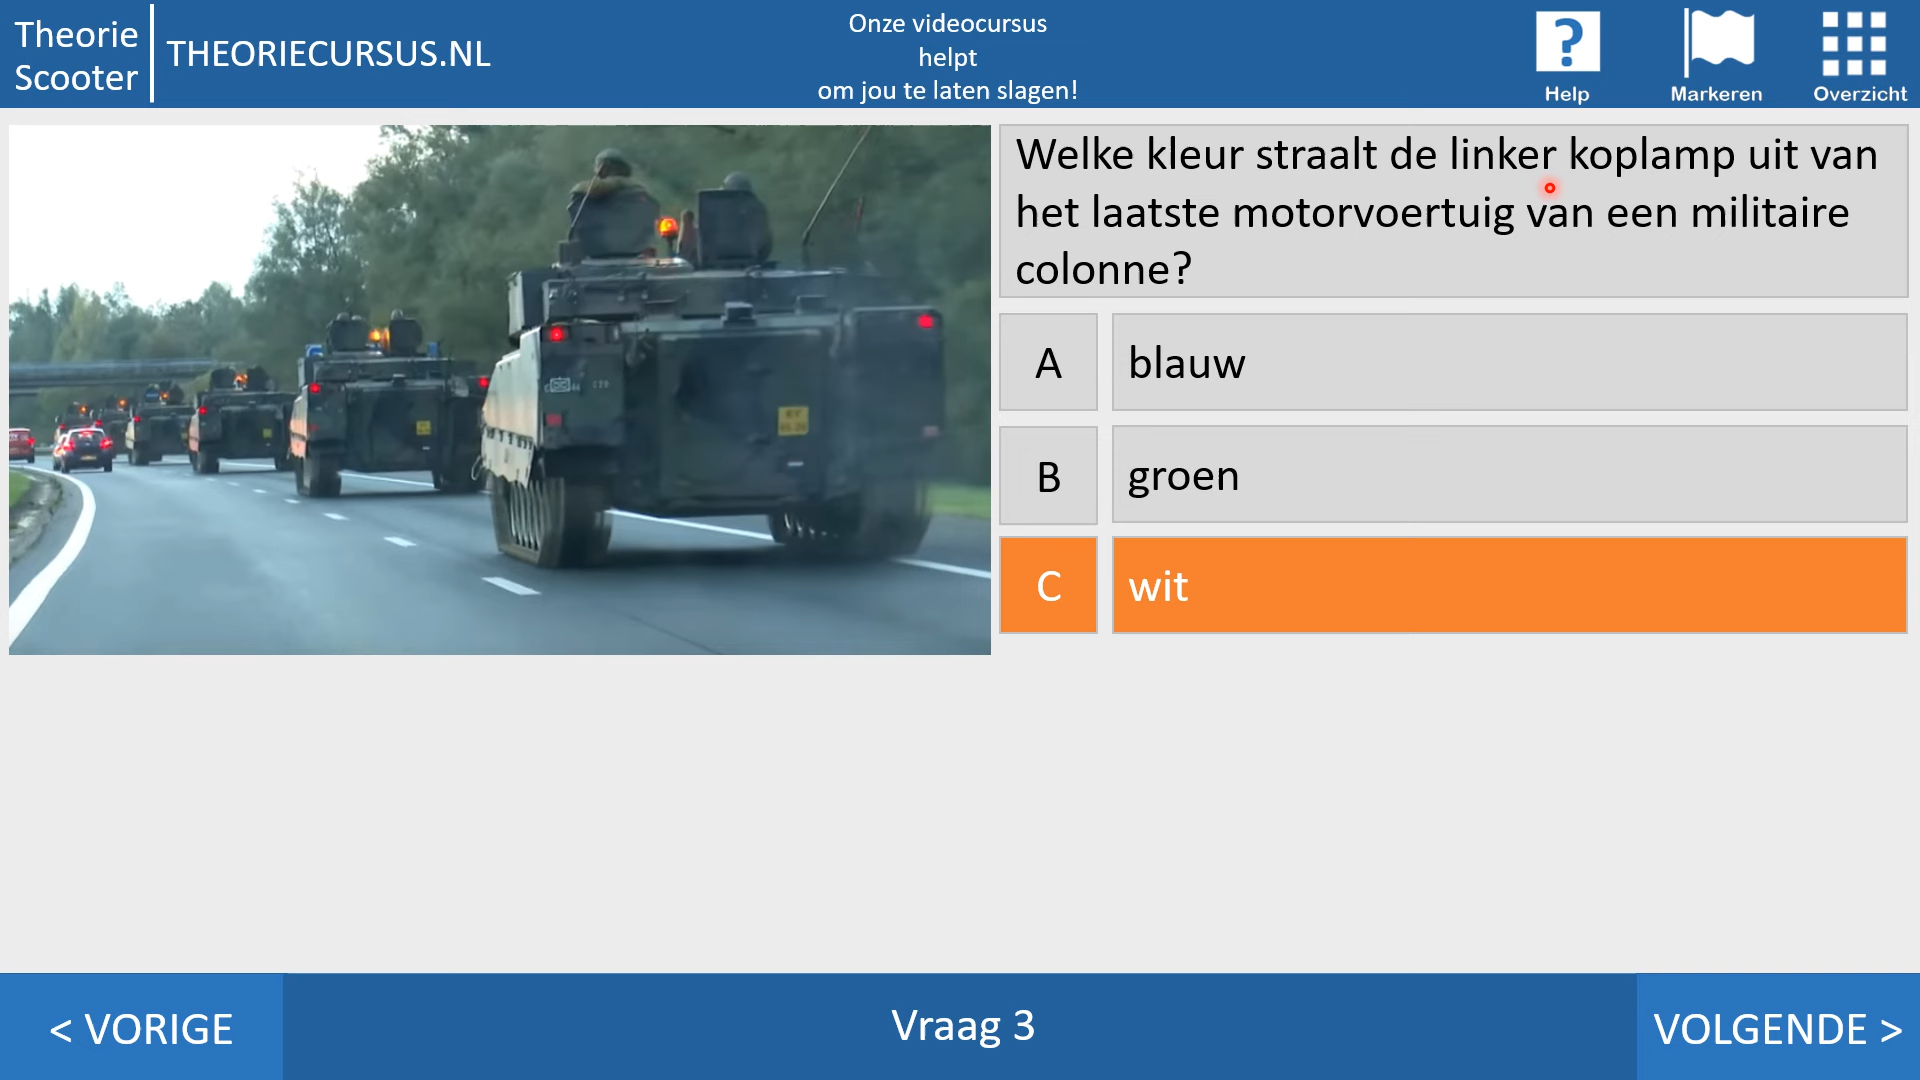 Theorie
Scooter
THEORIECURSUS.NL
Onze videocursus
helpt
om jou te laten slagen!
?
Help
Markeren
Overzicht
Welke kleur straalt de linker koplamp uit van
het laatste motorvoertuig van een militaire
colonne?
A
blauw
B
groen
C
wit
< VORIGE
Vraag 3
VOLGENDE >